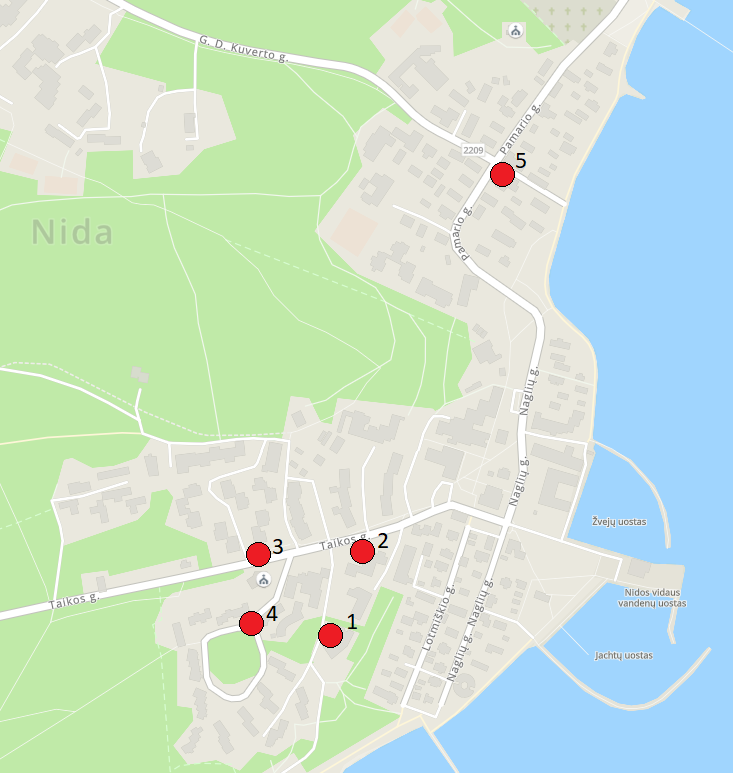 G. D. Kuverto g.
Pamario g.
2209
5
Pamario g.
Nida
Naglių g.
Naglių g.
Žvejų uostas
Taikos g.
2
3
Taikos g.
Nidos vidaus
vandenų uostas
4
1
Lotmiškio g.
Naglių g.
Naglių g.
Jachtų uostas